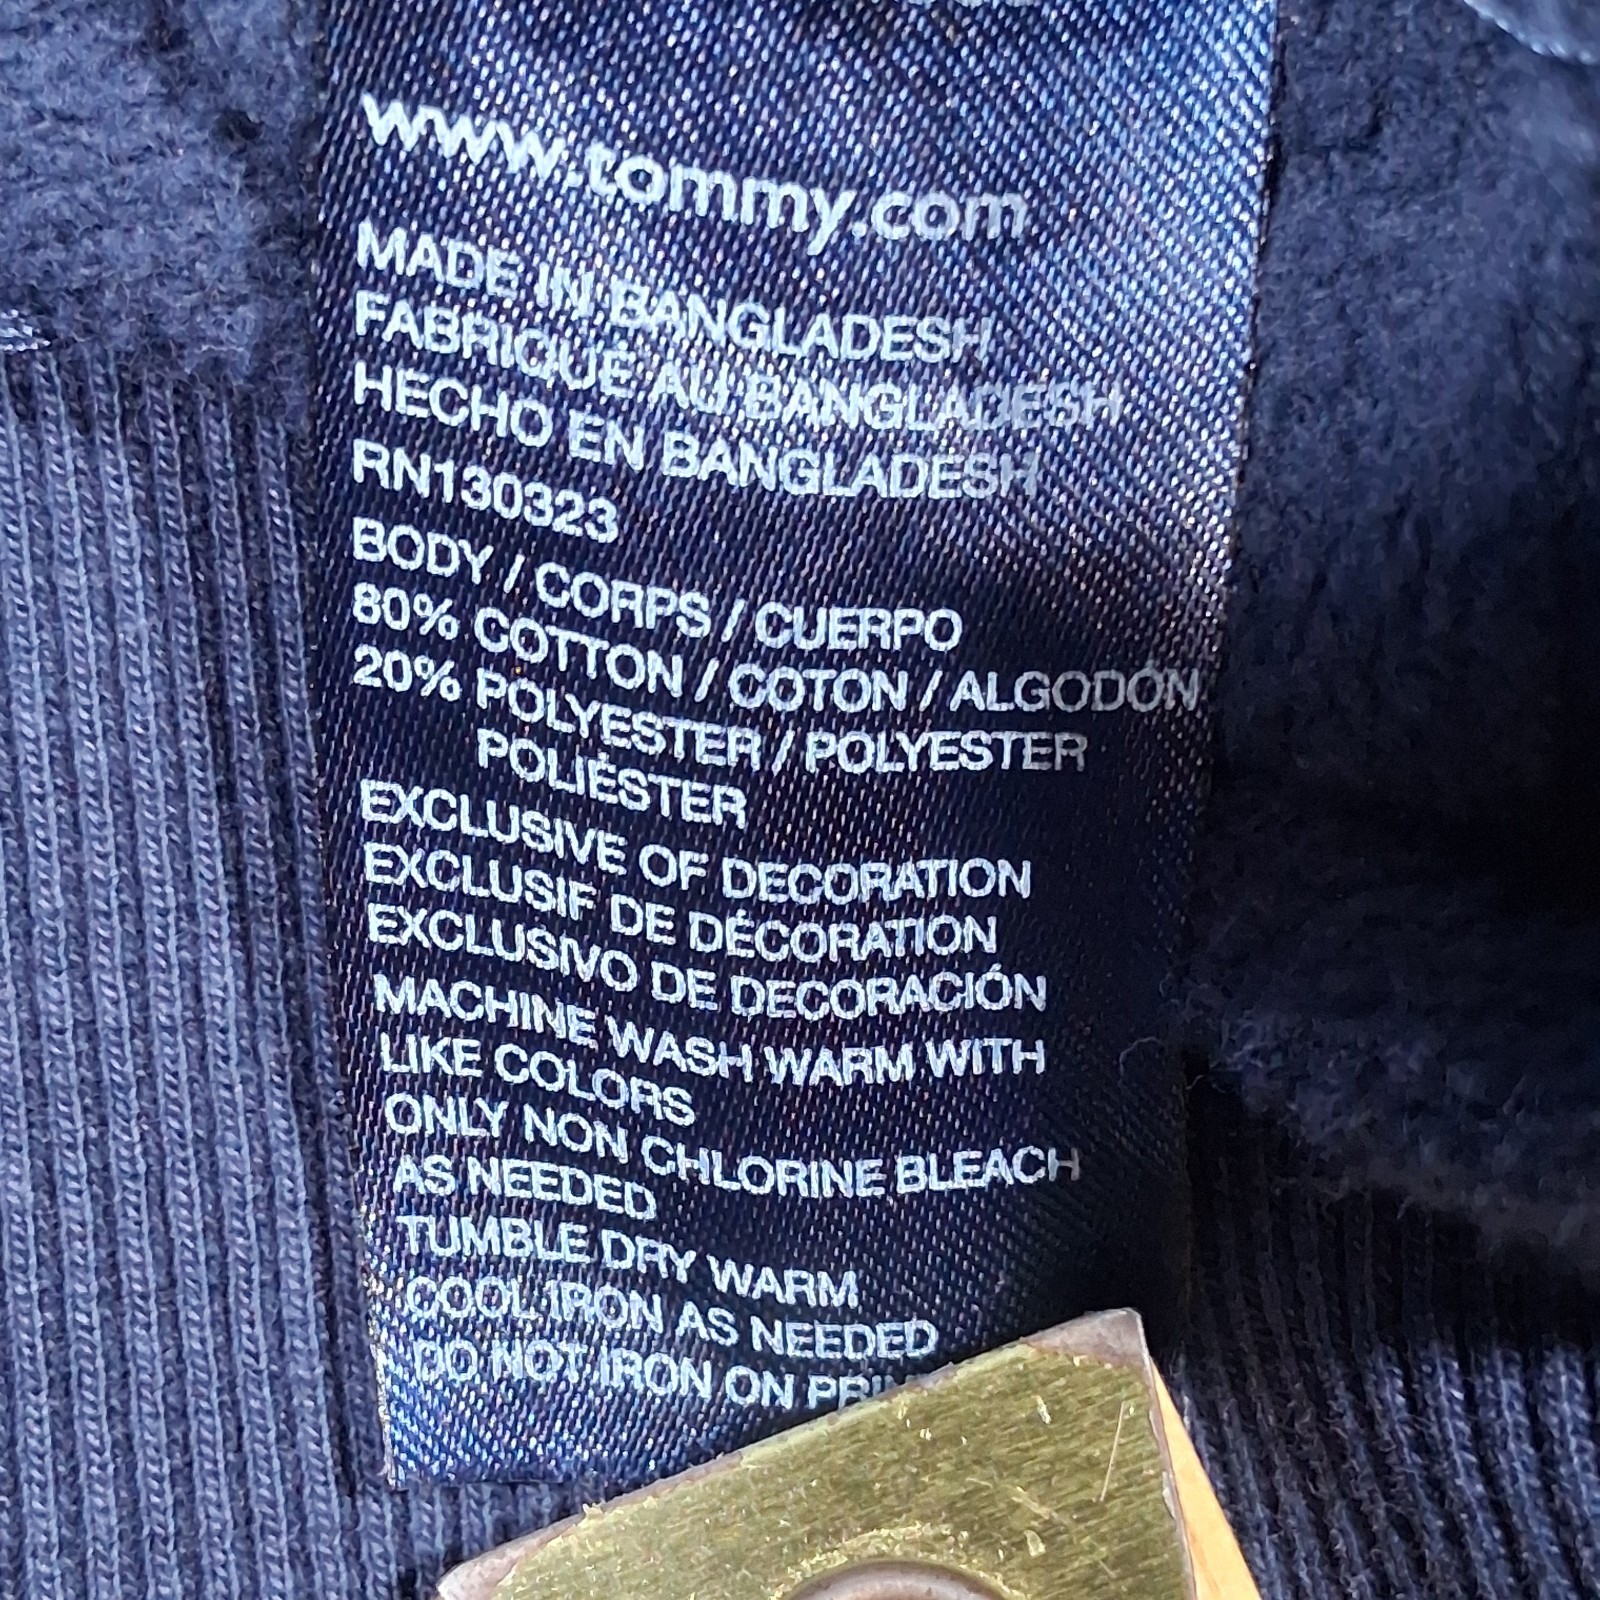 www.tommy.com
MADE IN BANGLADESH
FABRIQUÉ AU BANGLADESH
HECHO EN BANGLADESH
RN130323
BODY / CORPS / CUERPO
80% COTTON / COTON / ALGODÓN
20% POLYESTER / POLYESTER
POLIÉSTER
EXCLUSIVE OF DECORATION
EXCLUSIF DE DÉCORATION
EXCLUSIVO DE DECORACIÓN
MACHINE WASH WARM WITH
LIKE COLORS
ONLY NON CHLORINE BLEACH
AS NEEDED
TUMBLE DRY WARM
COOL IRON AS NEEDED
DO NOT IRON ON